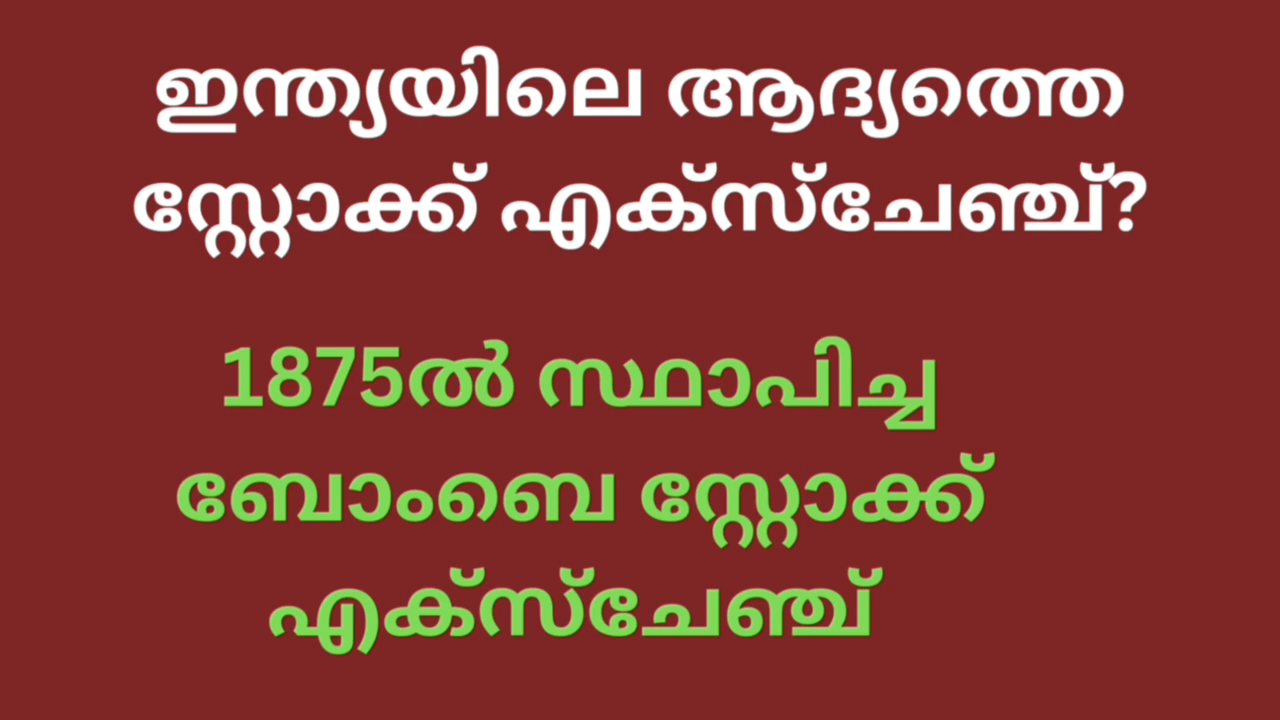 ഇന്ത്യയിലെ ആദ്യത്തെ
സ്റ്റോക്ക് എക്സ്ചേഞ്ച്?
1875ൽ സ്ഥാപിച്ച
ബോംബെ സ്റ്റോക്ക്
എക്സ്ചേഞ്ച്